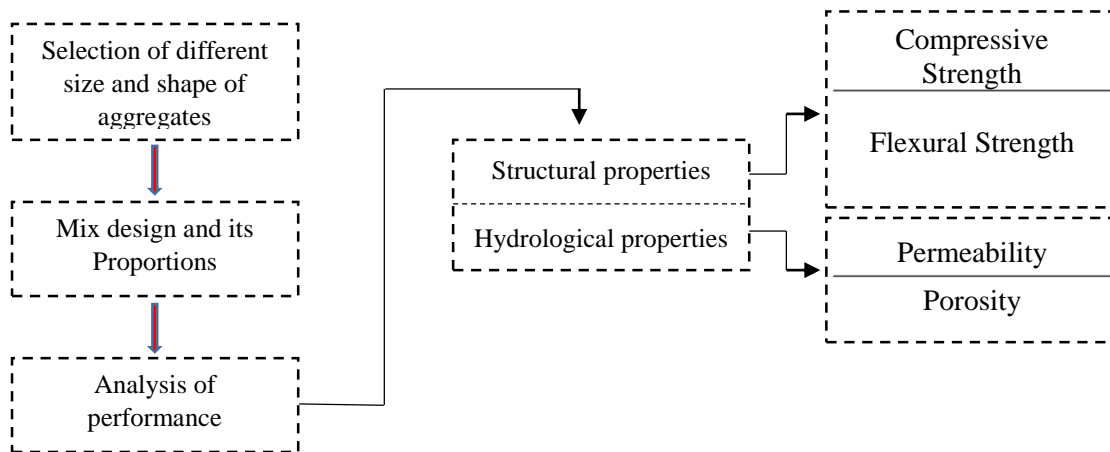 Selection of different
size and shape of
aggregates
Mix design and its
Proportions
Analysis of
performance
Structural properties
Hydrological properties
Compressive
Strength
Flexural Strength
Permeability
Porosity